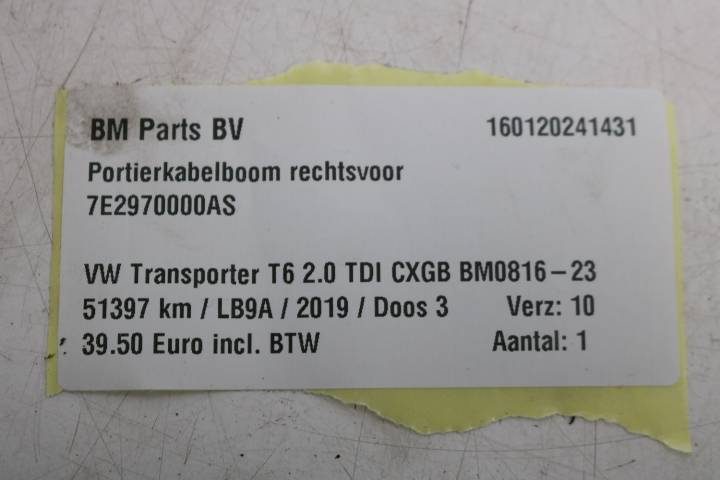 BM Parts BV 160120241431
Portierkabelboom rechtsvoor
7E2970000AS
VW Transporter T6 2.0 TDI CXGB BM0816-23
51397 km / LB9A / 2019 / Doos 3 Verz: 10
39.50 Euro incl. BTW Aantal: 1